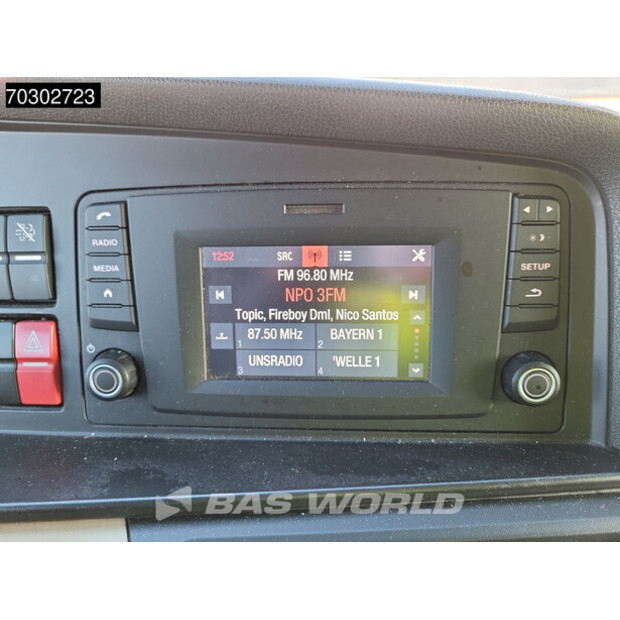 70302723
RADIO
MEDIA
12:52 SRC
FM 96.80 MHz
NPO 3FM
Topic, Fireboy Dml, Nico Santos
1 87.50 MHz 2 BAYERN 1
3 UNSRADIO 4 'WELLE 1
SETUP
BAS WORLD